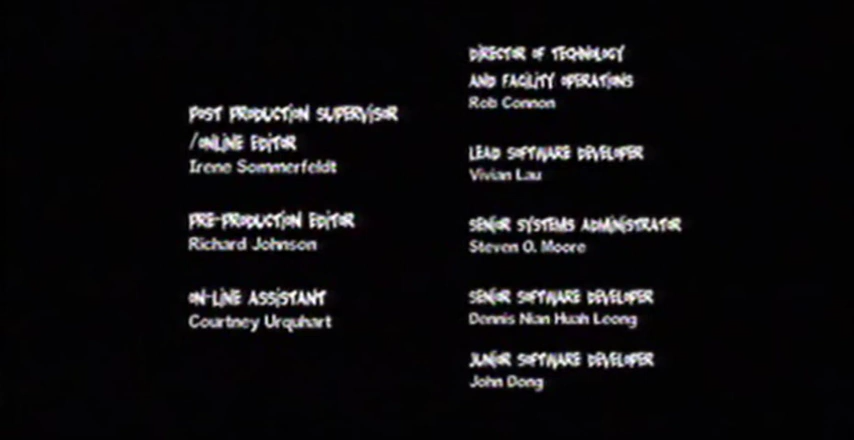 POST PRODUCTION SUPERVISOR
/ONLINE EDITOR
Irene Sommerfeldt
PRE-PRODUCTION EDITOR
Richard Johnson
ON-LINE ASSISTANT
Courtney Urquhart
DIRECTOR OF TECHNOLOGY
AND FACILITY OPERATIONS
Rob Connon
LEAD SOFTWARE DEVELOPER
Vivian Lau
SENIOR SYSTEMS ADMINISTRATOR
Steven O. Moore
SENIOR SOFTWARE DEVELOPER
Dennis Nian Huah Leong
JUNIOR SOFTWARE DEVELOPER
John Dong